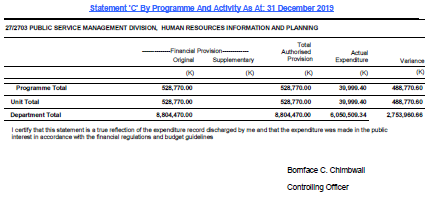 Statement 'C' By Programme And Activity As At: 31 December 2019
27/2703 PUBLIC SERVICE MANAGEMENT DIVISION, HUMAN RESOURCES INFORMATION AND PLANNING
---------------Financial Provision--------------- Total Authorised Provision Actual Expenditure Variance
Original Supplementary
(K) (K) (K) (K) (K)
Programme Total 528,770.00 528,770.00 39,999.40 488,770.60
Unit Total 528,770.00 528,770.00 39,999.40 488,770.60
Department Total 8,804,470.00 8,804,470.00 6,050,509.34 2,753,960.66
I certify that this statement is a true reflection of the expenditure record discharged by me and that the expenditure was made in the public
interest in accordance with the financial regulations and budget guidelines
Bornface C. Chimbwali
Controlling Officer